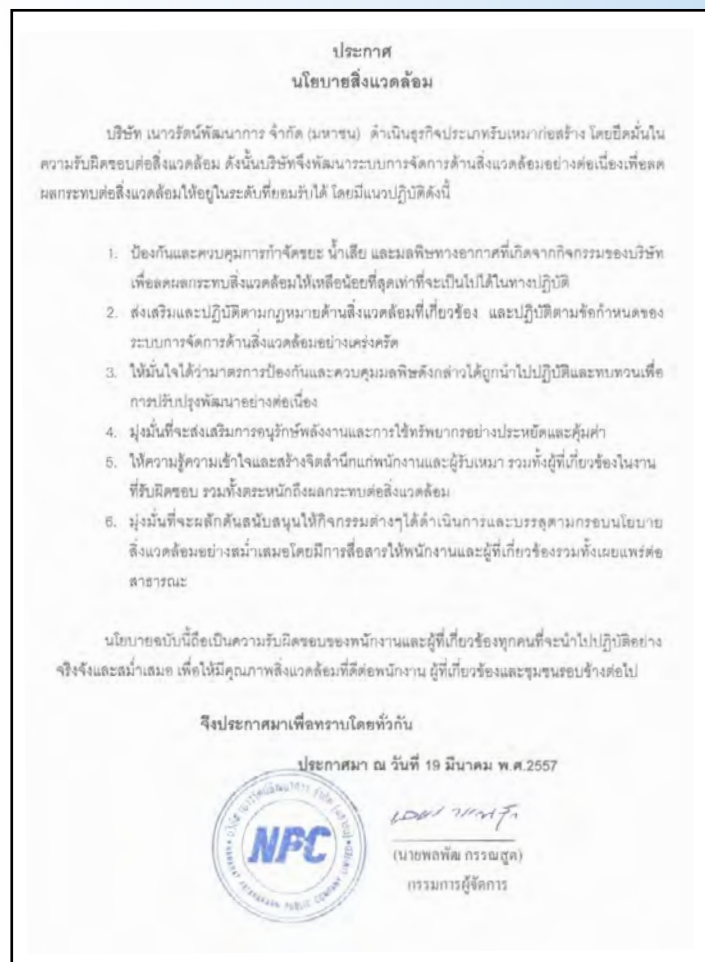 ประกาศ
นโยบายสิ่งแวดล้อม
บริษัท เนาวรัตน์พัฒนาการ จำกัด (มหาชน) ดำเนินธุรกิจประเภทรับเหมาก่อสร้าง โดยยึดมั่นใน
ความรับผิดชอบต่อสิ่งแวดล้อม ดังนั้นบริษัทจึงพัฒนาระบบการจัดการด้านสิ่งแวดล้อมอย่างต่อเนื่องเพื่อลด
ผลกระทบต่อสิ่งแวดล้อมให้อยู่ในระดับที่ยอมรับได้ โดยมีแนวปฏิบัติดังนี้
1. ป้องกันและควบคุมการกำจัดขยะ น้ำเสีย และมลพิษทางอากาศที่เกิดจากกิจกรรมของบริษัท
เพื่อลดผลกระทบสิ่งแวดล้อมให้เหลือน้อยที่สุดเท่าที่จะเป็นไปได้ในทางปฏิบัติ
2. ส่งเสริมและปฏิบัติตามกฎหมายด้านสิ่งแวดล้อมที่เกี่ยวข้อง และปฏิบัติตามข้อกำหนดของ
ระบบการจัดการด้านสิ่งแวดล้อมอย่างเคร่งครัด
3. ให้มั่นใจได้ว่ามาตรการป้องกันและควบคุมมลพิษดังกล่าวได้ถูกนำไปปฏิบัติและทบทวนเพื่อ
การปรับปรุงพัฒนาอย่างต่อเนื่อง
4. มุ่งมั่นที่จะส่งเสริมการอนุรักษ์พลังงานและการใช้ทรัพยากรอย่างประหยัดและคุ้มค่า
5. ให้ความรู้ความเข้าใจและสร้างจิตสำนึกแก่พนักงานและผู้รับเหมา รวมทั้งผู้ที่เกี่ยวข้องในงาน
ที่รับผิดชอบ รวมทั้งตระหนักถึงผลกระทบต่อสิ่งแวดล้อม
6. มุ่งมั่นที่จะผลักดันสนับสนุนให้กิจกรรมต่างๆได้ดำเนินการและบรรลุตามกรอบนโยบาย
สิ่งแวดล้อมอย่างสม่ำเสมอโดยมีการสื่อสารให้พนักงานและผู้ที่เกี่ยวข้องรวมทั้งเผยแพร่ต่อ
สาธารณะ
นโยบายฉบับนี้ถือเป็นความรับผิดชอบของพนักงานและผู้ที่เกี่ยวข้องทุกคนที่จะนำไปปฏิบัติอย่าง
จริงจังและสม่ำเสมอ เพื่อให้มีคุณภาพสิ่งแวดล้อมที่ดีต่อพนักงาน ผู้ที่เกี่ยวข้องและชุมชนรอบข้างต่อไป
จึงประกาศมาเพื่อทราบโดยทั่วกัน
ประกาศมา ณ วันที่ 19 มีนาคม พ.ศ.2557
บริษัท เนาวรัตน์พัฒนาการ จำกัด (มหาชน)
NPC
NAWARAT PATANAKARN PUBLIC COMPANY LIMITED
(นายพลพัฒ กรรณสูต)
กรรมการผู้จัดการ